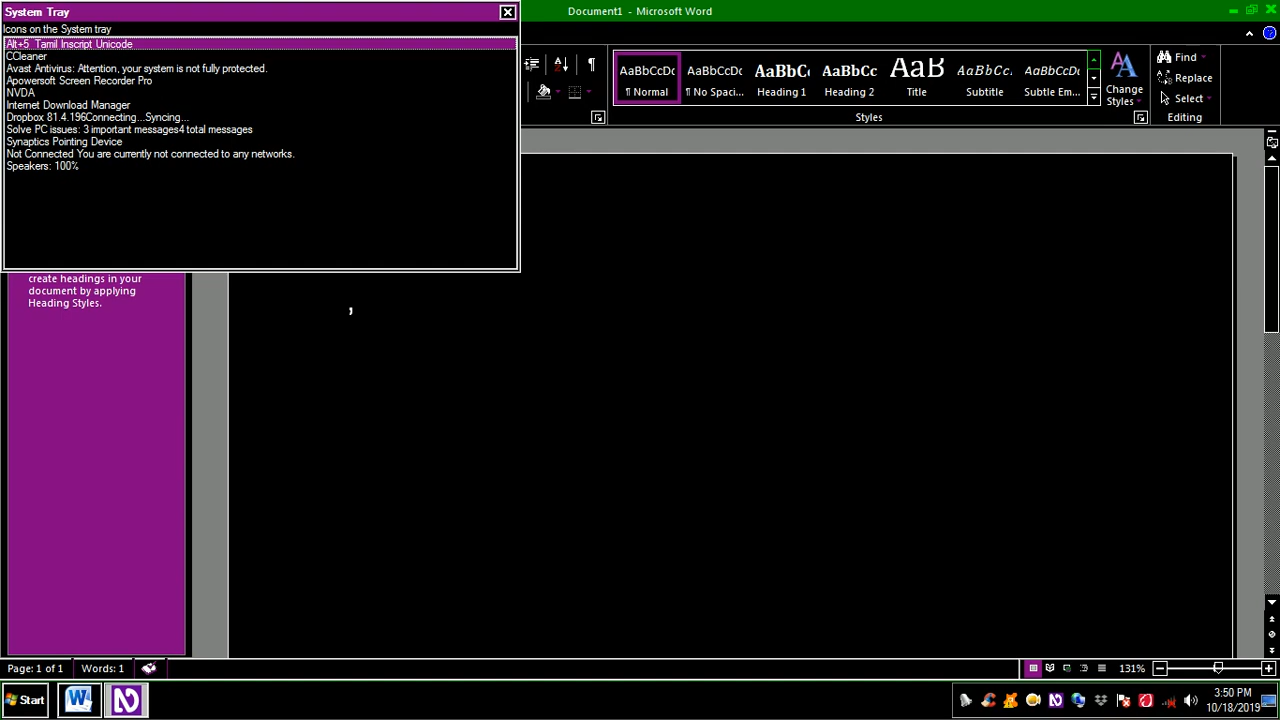 System Tray
Document1 - Microsoft Word
Icons on the System tray
Alt+5 Tamil Inscript Unicode
CCleaner
Avast Antivirus: Attention, your system is not fully protected.
Apowersoft Screen Recorder Pro
NVDA
Internet Download Manager
Dropbox 81.4.196Connecting...Syncing...
Solve PC issues: 3 important messages4 total messages
Synaptics Pointing Device
Not Connected You are currently not connected to any networks.
Speakers: 100%
AaBbCcDc AaBbCcDc AaBbC AaBbCc AaB AaBbCc. AaBbCcDc
¶ Normal ¶ No Spaci... Heading 1 Heading 2 Title Subtitle Subtle Em...
Change
Styles
Find
Replace
Select
Styles
Editing
create headings in your
document by applying
Heading Styles.
,
Page: 1 of 1 Words: 1 131%
Start
3:50 PM
10/18/2019